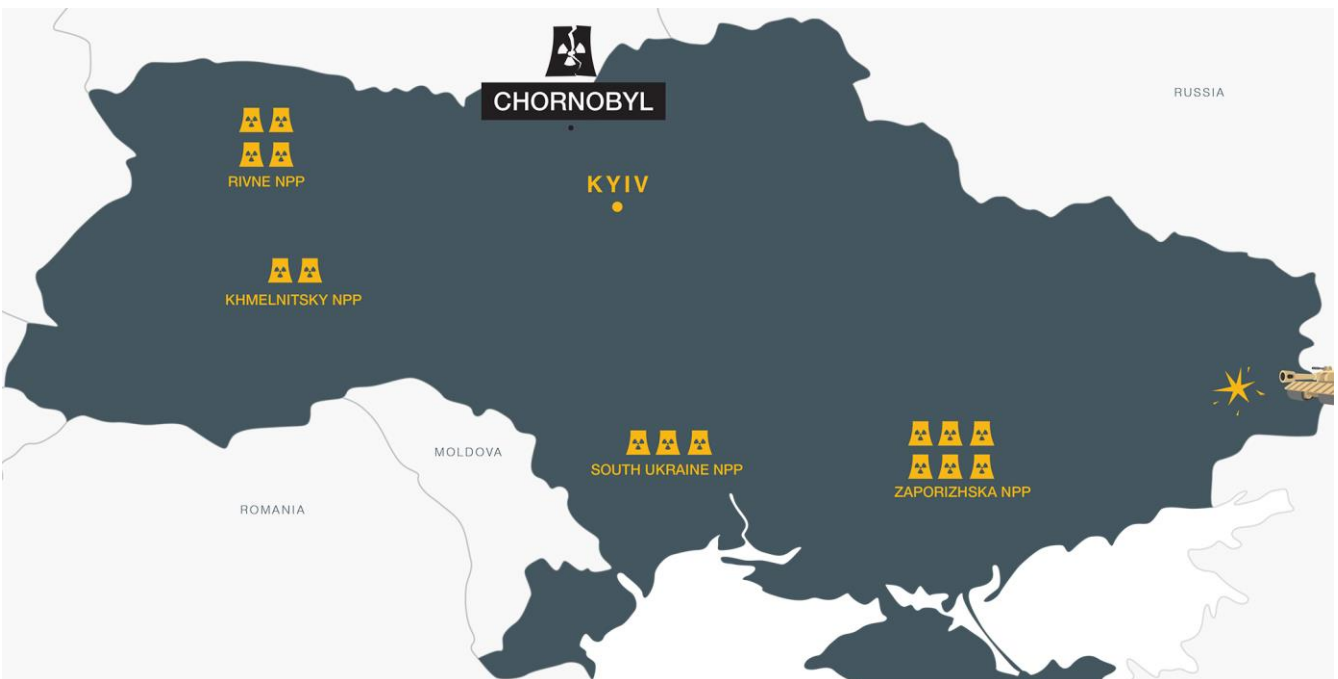 CHORNOBYL
RUSSIA
RIVNE NPP
KYIV
KHMELNITSKY NPP
MOLDOVA
SOUTH UKRAINE NPP
ZAPORIZHSKA NPP
ROMANIA